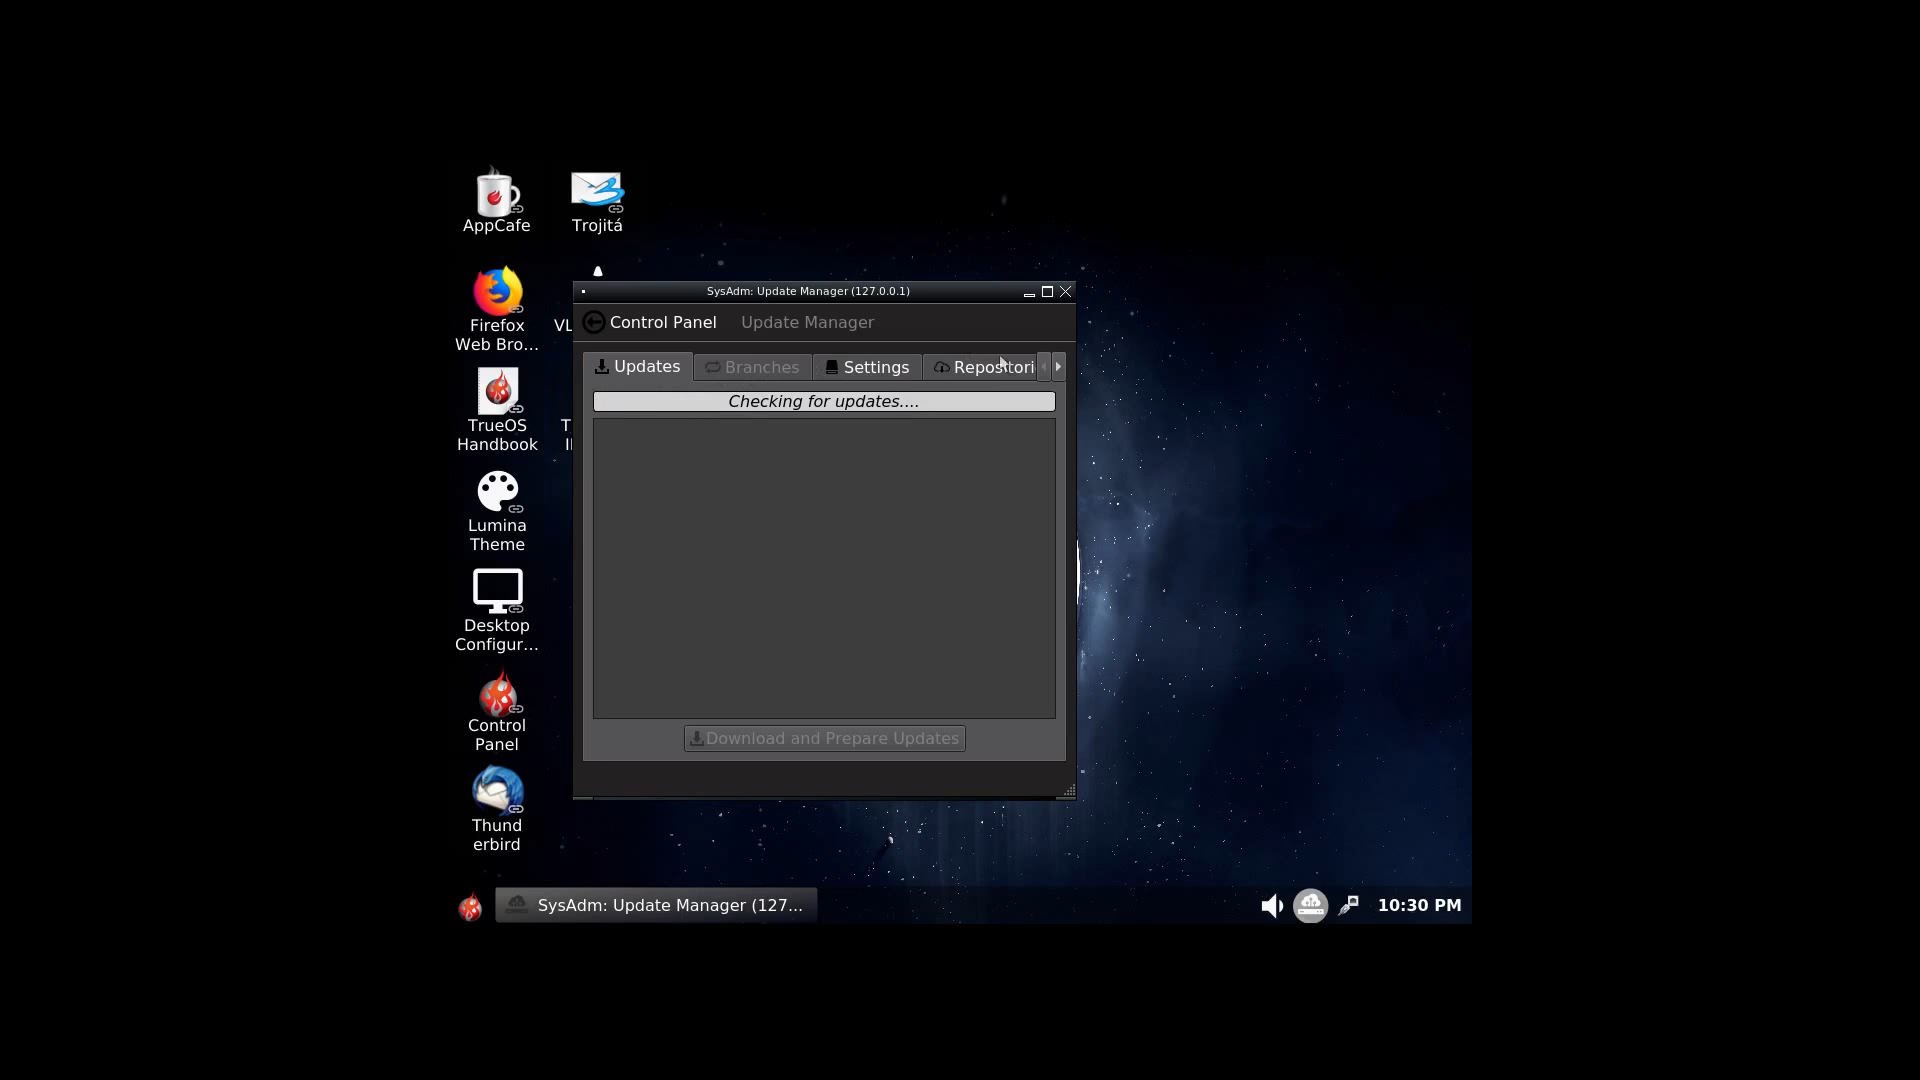 AppCafe
Trojitá
Firefox
Web Bro...
VL
TrueOS
Handbook
T
Lumina
Theme
Desktop
Configur...
Control
Panel
Thund
erbird
SysAdm: Update Manager (127.0.0.1)
Control Panel
Update Manager
Updates
Branches
Settings
Repositori
Checking for updates....
Download and Prepare Updates
SysAdm: Update Manager (127...
10:30 PM